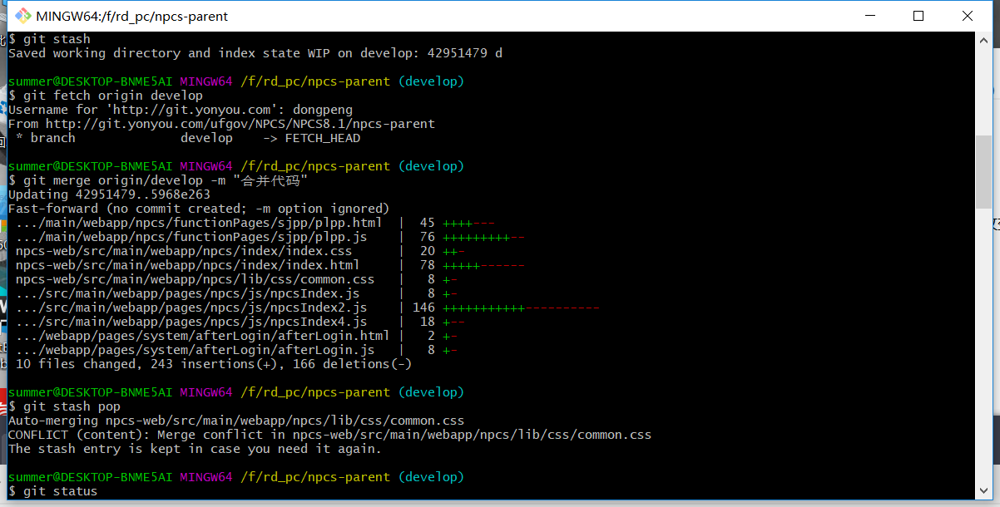 MINGW64:/f/rd_pc/npcs-parent
$ git stash
Saved working directory and index state WIP on develop: 42951479 d
summer@DESKTOP-BNME5AI MINGW64 /f/rd_pc/npcs-parent (develop)
$ git fetch origin develop
Username for 'http://git.yonyou.com': dongpeng
From http://git.yonyou.com/ufgov/NPCS/NPCS8.1/npcs-parent
 * branch            develop    -> FETCH_HEAD
summer@DESKTOP-BNME5AI MINGW64 /f/rd_pc/npcs-parent (develop)
$ git merge origin/develop -m "合并代码"
Updating 42951479..5968e263
Fast-forward (no commit created; -m option ignored)
 .../main/webapp/npcs/functionPages/sjpp/plpp.html  |  45 ++++---
 .../main/webapp/npcs/functionPages/sjpp/plpp.js    |  76 +++++++++--
 npcs-web/src/main/webapp/npcs/index/index.css      |  20 ++-
 npcs-web/src/main/webapp/npcs/index/index.html     |  78 +++++------
 npcs-web/src/main/webapp/npcs/lib/css/common.css   |   8 +-
 .../src/main/webapp/pages/npcs/js/npcsIndex.js     |   8 +-
 .../src/main/webapp/pages/npcs/js/npcsIndex2.js    | 146 +++++++++++----------
 .../src/main/webapp/pages/npcs/js/npcsIndex4.js    |  18 +--
 .../webapp/pages/system/afterLogin/afterLogin.html |   2 +-
 .../webapp/pages/system/afterLogin/afterLogin.js   |   8 +-
 10 files changed, 243 insertions(+), 166 deletions(-)
summer@DESKTOP-BNME5AI MINGW64 /f/rd_pc/npcs-parent (develop)
$ git stash pop
Auto-merging npcs-web/src/main/webapp/npcs/lib/css/common.css
CONFLICT (content): Merge conflict in npcs-web/src/main/webapp/npcs/lib/css/common.css
The stash entry is kept in case you need it again.
summer@DESKTOP-BNME5AI MINGW64 /f/rd_pc/npcs-parent (develop)
$ git status